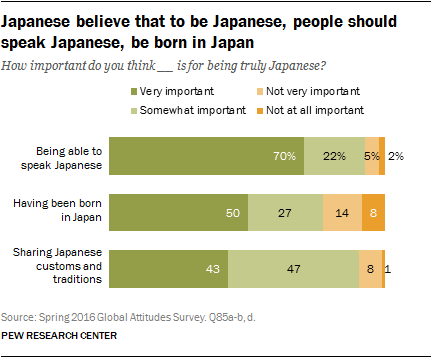 Japanese believe that to be Japanese, people should
speak Japanese, be born in Japan
How important do you think __ is for being truly Japanese?
Very important
Not very important
Somewhat important
Not at all important
Being able to
speak Japanese
70%
22%
5%
2%
Having been born
in Japan
50
27
14
8
Sharing Japanese
customs and
traditions
43
47
8
1
Source: Spring 2016 Global Attitudes Survey. Q85a-b, d.
PEW RESEARCH CENTER